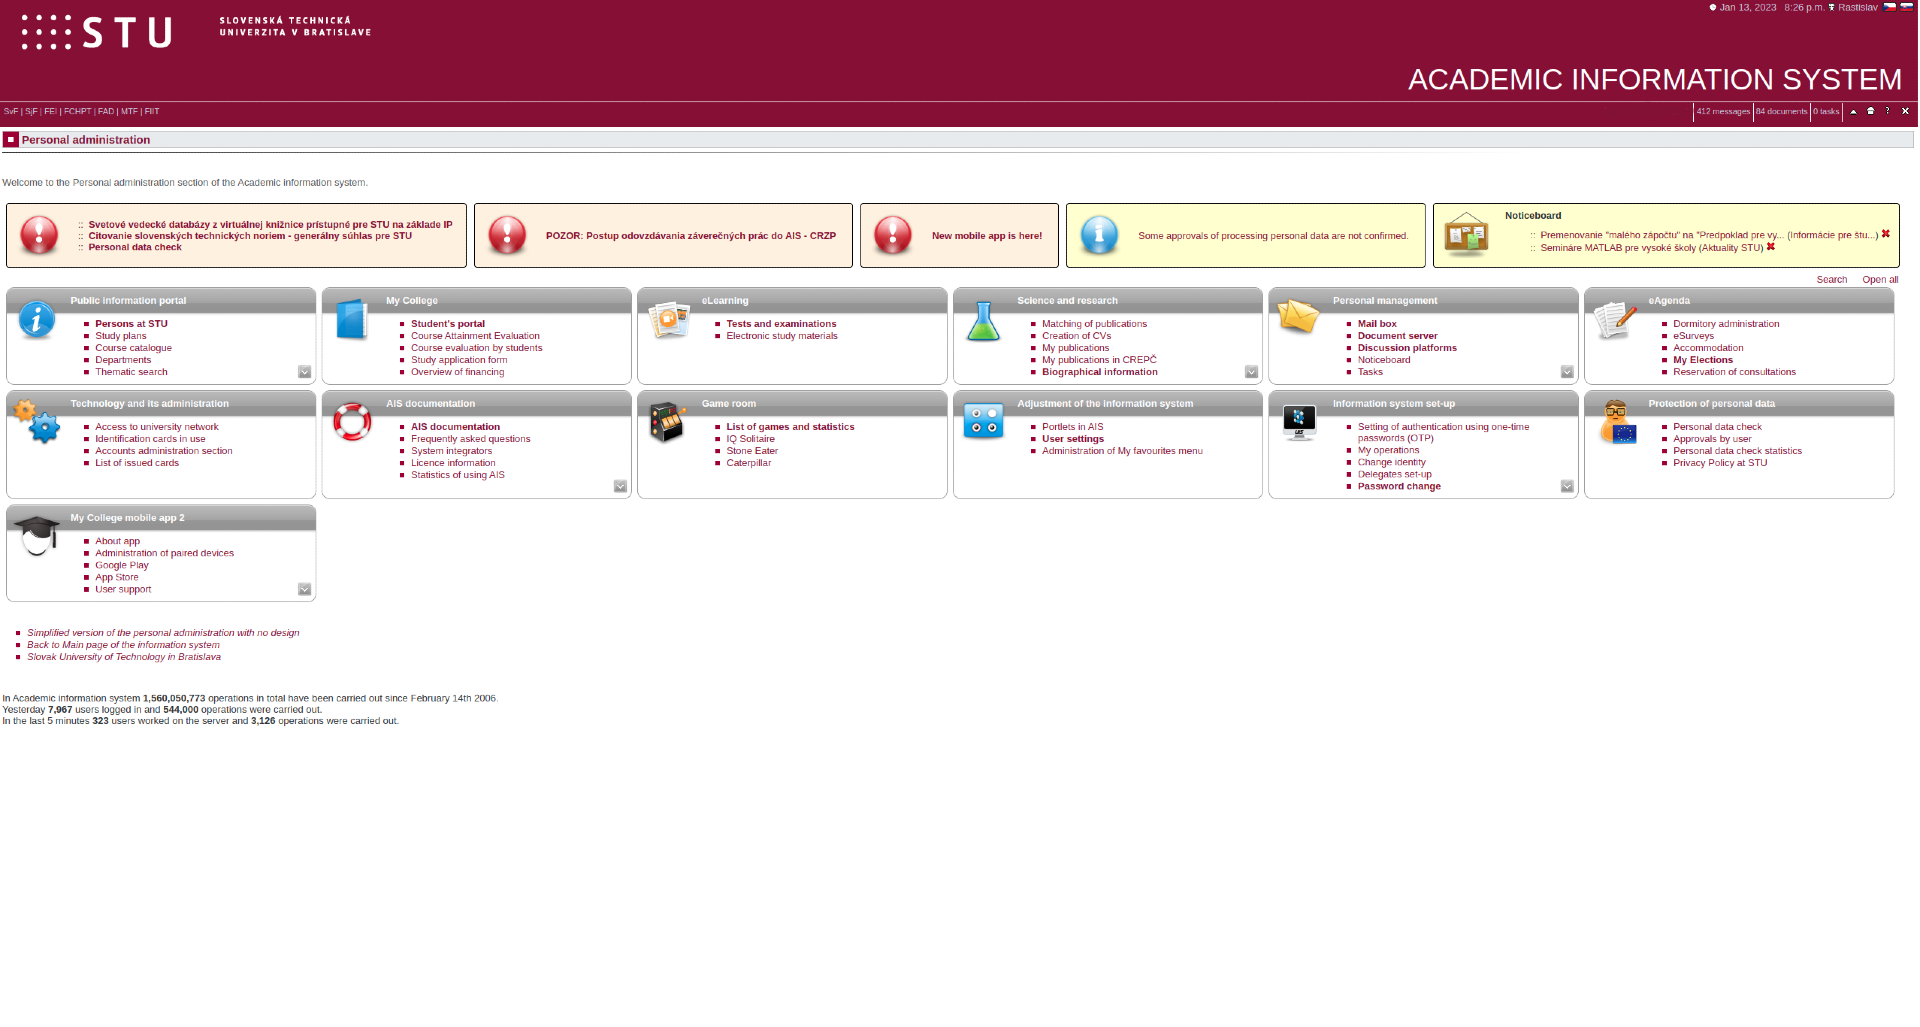 STU
SLOVENSKÁ TECHNICKÁ
UNIVERZITA V BRATISLAVE
Jan 13, 2023 8:26 p.m. Rastislav
ACADEMIC INFORMATION SYSTEM
SvF | SjF | FEI | FCHPT | FAD | MTF | FIIT
412 messages 84 documents 0 tasks
Personal administration
Welcome to the Personal administration section of the Academic information system.
:: Svetové vedecké databázy z virtuálnej knižnice prístupné pre STU na základe IP
:: Citovanie slovenských technických noriem - generálny súhlas pre STU
:: Personal data check
POZOR: Postup odovzdávania záverečných prác do AIS - CRZP
New mobile app is here!
Some approvals of processing personal data are not confirmed.
Noticeboard
:: Premenovanie "malého zápočtu" na "Predpoklad pre vy... (Informácie pre štu...)
:: Semináre MATLAB pre vysoké školy (Aktuality STU)
Search Open all
Public information portal
Persons at STU
Study plans
Course catalogue
Departments
Thematic search
My College
Student's portal
Course Attainment Evaluation
Course evaluation by students
Study application form
Overview of financing
eLearning
Tests and examinations
Electronic study materials
Science and research
Matching of publications
Creation of CVs
My publications
My publications in CREPČ
Biographical information
Personal management
Mail box
Document server
Discussion platforms
Noticeboard
Tasks
eAgenda
Dormitory administration
eSurveys
Accommodation
My Elections
Reservation of consultations
Technology and its administration
Access to university network
Identification cards in use
Accounts administration section
List of issued cards
AIS documentation
AIS documentation
Frequently asked questions
System integrators
Licence information
Statistics of using AIS
Game room
List of games and statistics
IQ Solitaire
Stone Eater
Caterpillar
Adjustment of the information system
Portlets in AIS
User settings
Administration of My favourites menu
Information system set-up
Setting of authentication using one-time
passwords (OTP)
My operations
Change identity
Delegates set-up
Password change
Protection of personal data
Personal data check
Approvals by user
Personal data check statistics
Privacy Policy at STU
My College mobile app 2
About app
Administration of paired devices
Google Play
App Store
User support
Simplified version of the personal administration with no design
Back to Main page of the information system
Slovak University of Technology in Bratislava
In Academic information system 1,560,050,773 operations in total have been carried out since February 14th 2006.
Yesterday 7,967 users logged in and 544,000 operations were carried out.
In the last 5 minutes 323 users worked on the server and 3,126 operations were carried out.